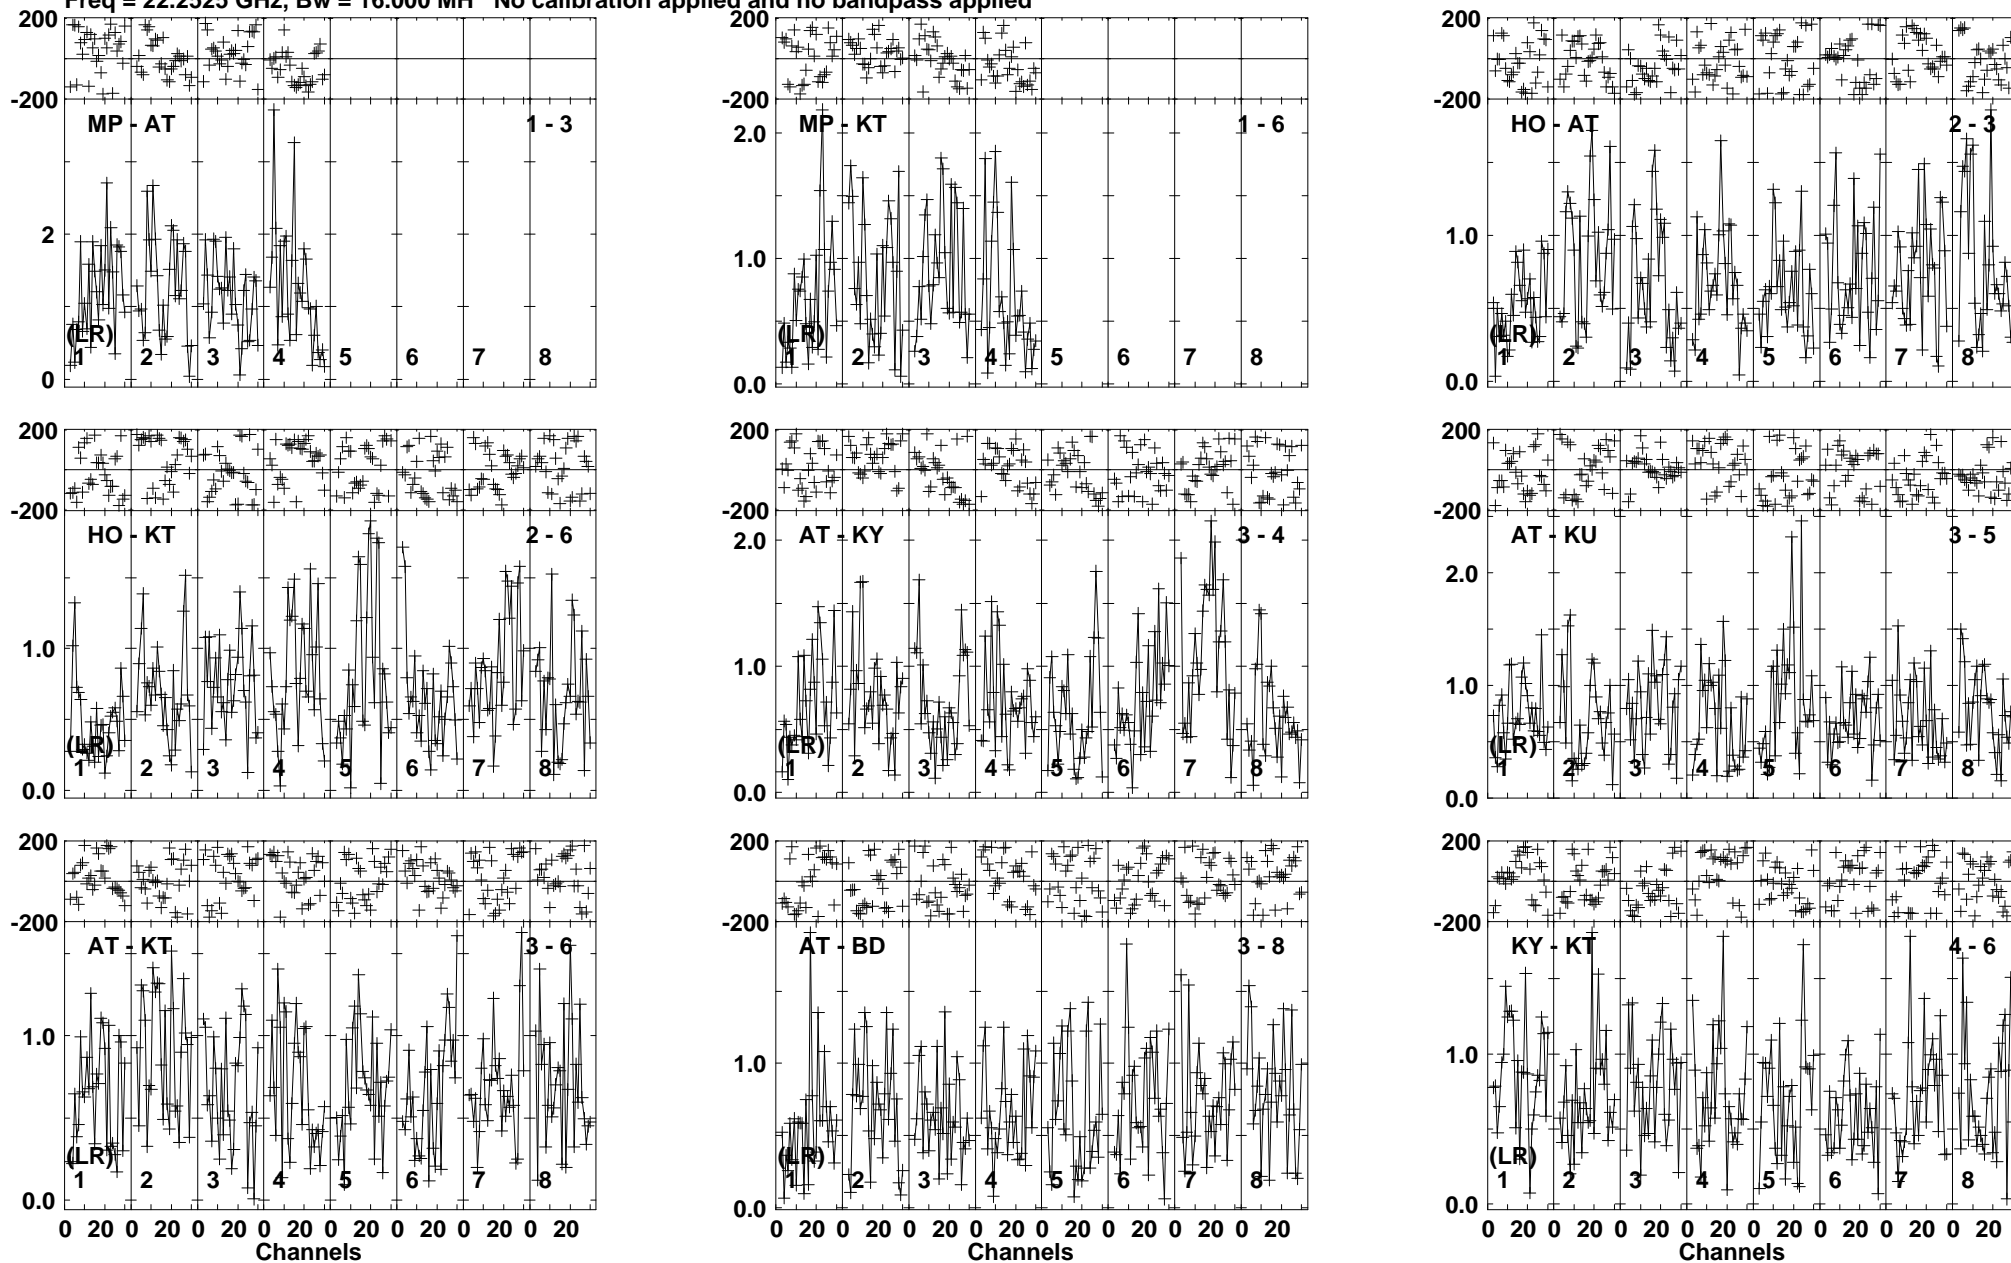 Freq = 22.2525 GHz, Bw = 16.000 MH No calibration applied and no bandpass applied
200
-200
MP - AT 1 - 3
2
(LR)
1 2 3 4 5 6 7 8
0
200
-200
MP - KT 1 - 6
2.0
1.0
(LR)
1 2 3 4 5 6 7 8
0.0
200
-200
HO - AT 2 - 3
1.0
(LR)
1 2 3 4 5 6 7 8
0.0
200
-200
HO - KT 2 - 6
1.0
(LR)
1 2 3 4 5 6 7 8
0.0
200
-200
AT - KY 3 - 4
2.0
1.0
(LR)
1 2 3 4 5 6 7 8
0.0
200
-200
AT - KU 3 - 5
2.0
1.0
(LR)
1 2 3 4 5 6 7 8
0.0
200
-200
AT - KT 3 - 6
1.0
(LR)
1 2 3 4 5 6 7 8
0.0
0 20 0 20 0 20 0 20 0 20 0 20 0 20 0 20
Channels
200
-200
AT - BD 3 - 8
1.0
(LR)
1 2 3 4 5 6 7 8
0.0
0 20 0 20 0 20 0 20 0 20 0 20 0 20 0 20
Channels
200
-200
KY - KT 4 - 6
1.0
(LR)
1 2 3 4 5 6 7 8
0.0
0 20 0 20 0 20 0 20 0 20 0 20 0 20 0 20
Channels